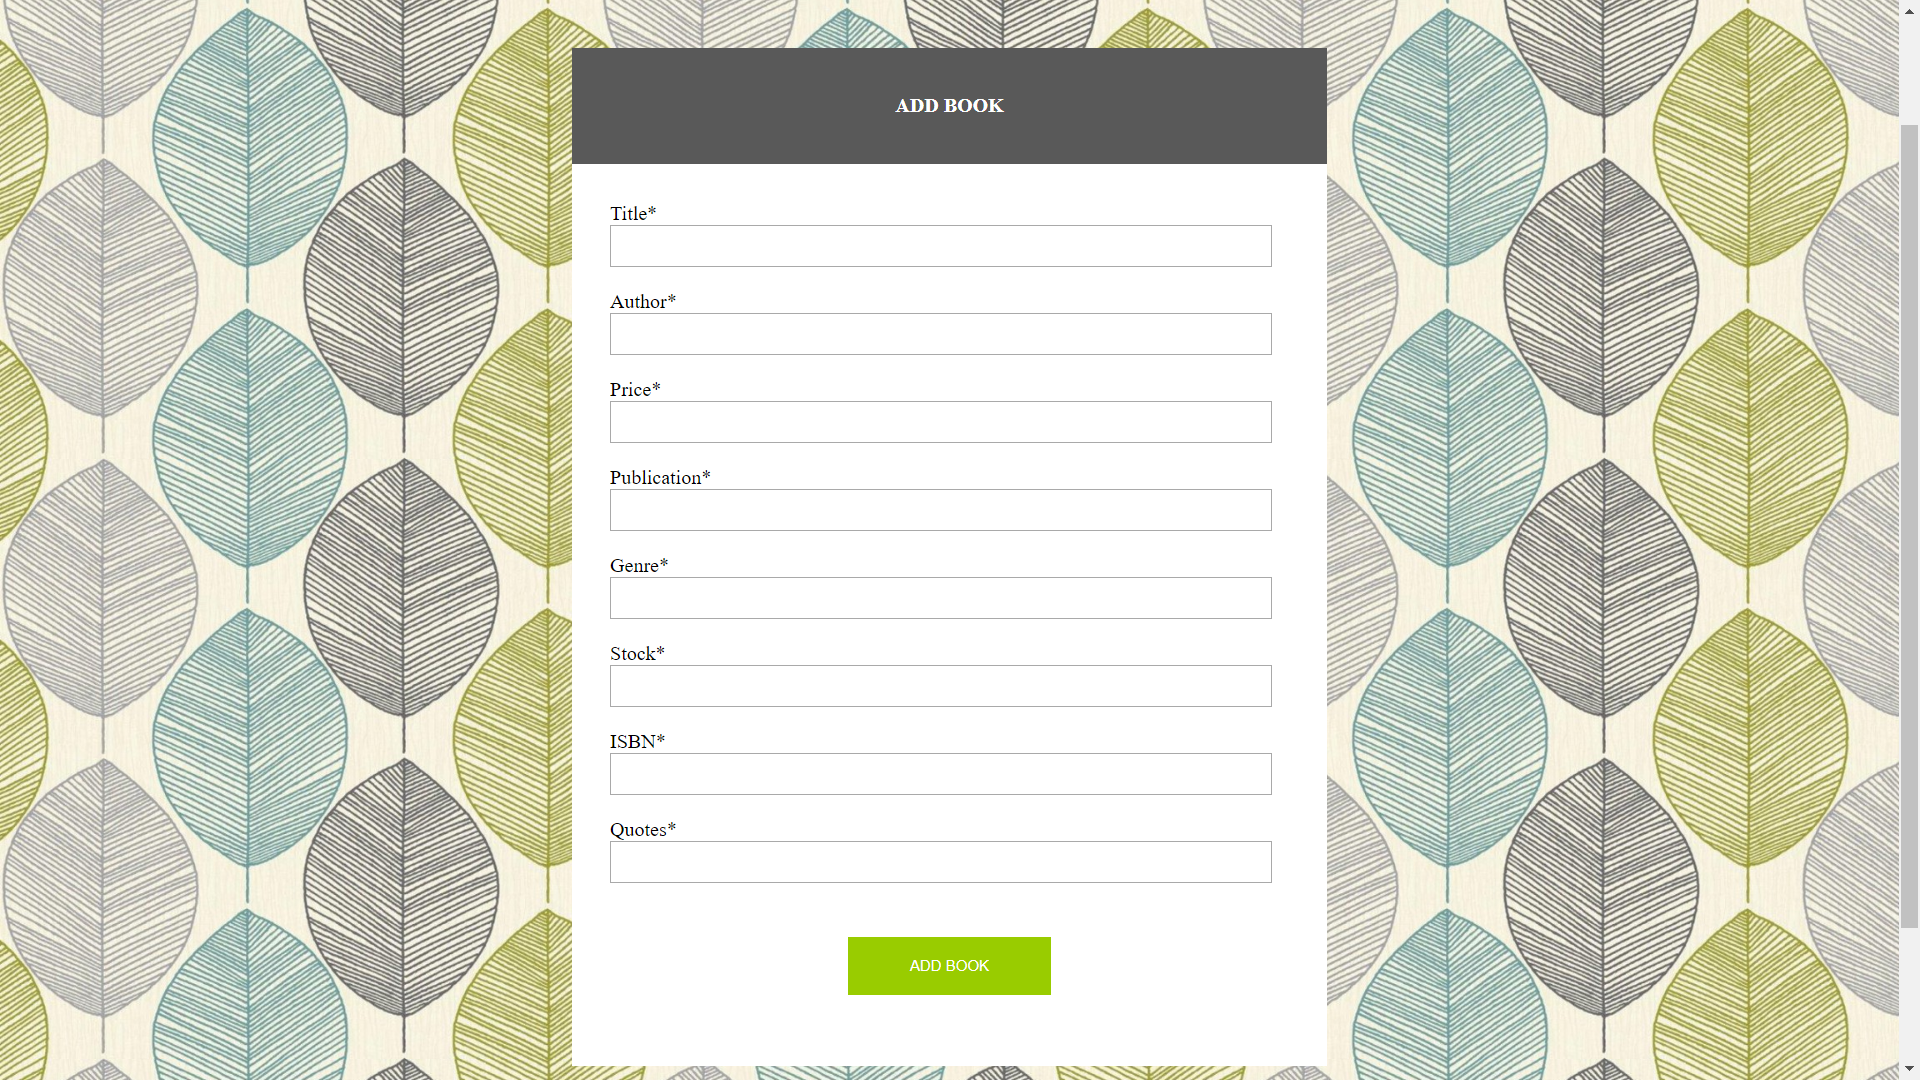 ADD BOOK
Title*
Author*
Price*
Publication*
Genre*
Stock*
ISBN*
Quotes*
ADD BOOK